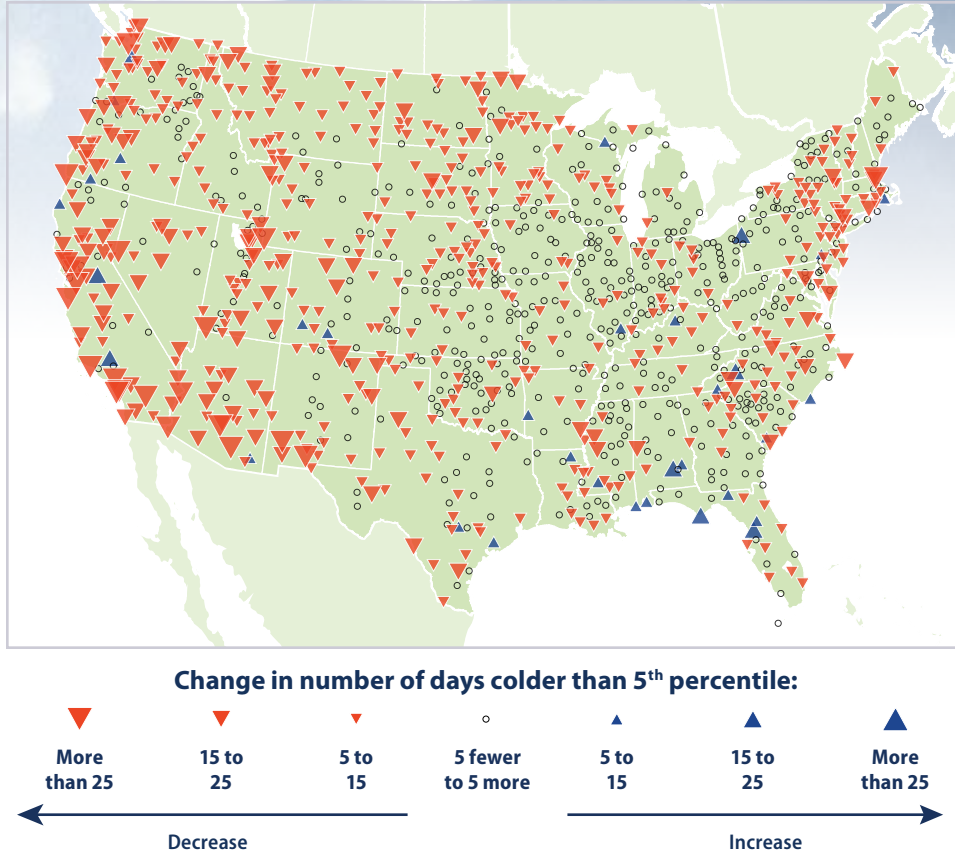 Change in number of days colder than 5th percentile:
More
than 25
15 to
25
5 to
15
5 fewer
to 5 more
5 to
15
15 to
25
More
than 25
Decrease
Increase